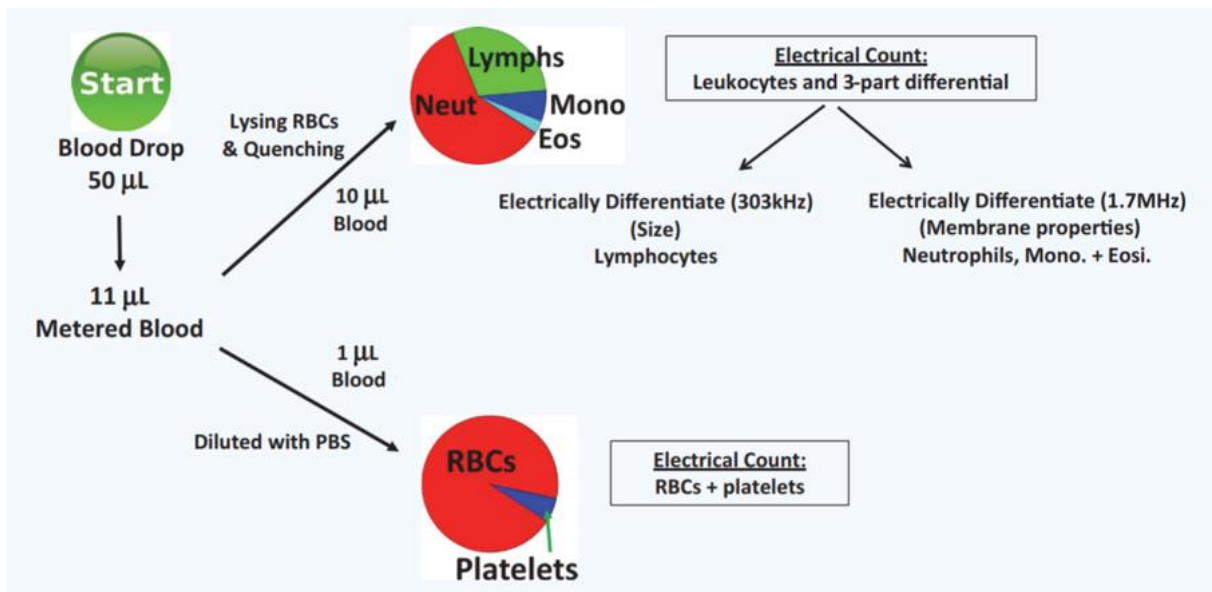 Start
Blood Drop
50 μL
11 μL
Metered Blood
Lysing RBCs
& Quenching
10 μL
Blood
Lymphs
Neut
Mono
Eos
Electrical Count:
Leukocytes and 3-part differential
Electrically Differentiate (303kHz)
(Size)
Lymphocytes
Electrically Differentiate (1.7MHz)
(Membrane properties)
Neutrophils, Mono. + Eosi.
1 μL
Blood
Diluted with PBS
RBCs
Platelets
Electrical Count:
RBCs + platelets